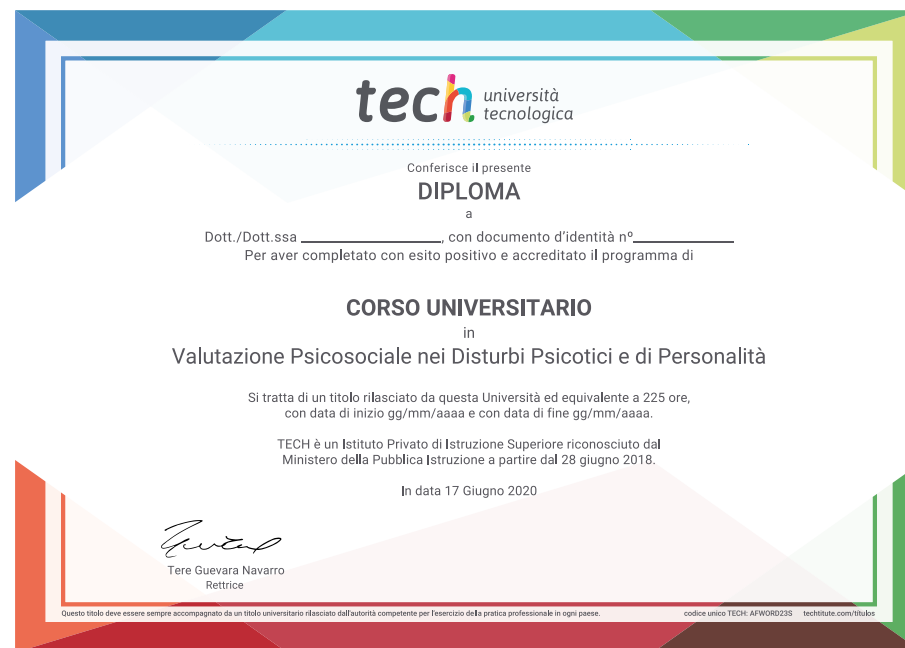 tech università
tecnologica
Conferisce il presente
DIPLOMA
a
Dott./Dott.ssa ____________________, con documento d'identità nº______________
Per aver completato con esito positivo e accreditato il programma di
CORSO UNIVERSITARIO
in
Valutazione Psicosociale nei Disturbi Psicotici e di Personalità
Si tratta di un titolo rilasciato da questa Università ed equivalente a 225 ore,
con data di inizio gg/mm/aaaa e con data di fine gg/mm/aaaa.
TECH è un Istituto Privato di Istruzione Superiore riconosciuto dal
Ministero della Pubblica Istruzione a partire dal 28 giugno 2018.
In data 17 Giugno 2020
Tere Guevara Navarro
Rettrice
Questo titolo deve essere sempre accompagnato da un titolo universitario rilasciato dall'autorità competente per l'esercizio della pratica professionale in ogni paese. codice unico TECH: AFWORD23S techtitute.com/titulos